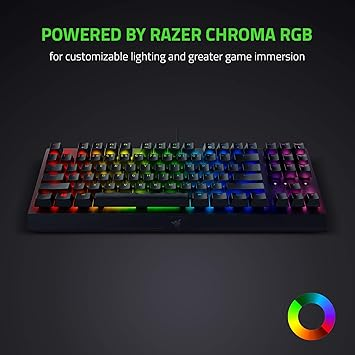 POWERED BY RAZER CHROMA RGB
for customizable lighting and greater game immersion